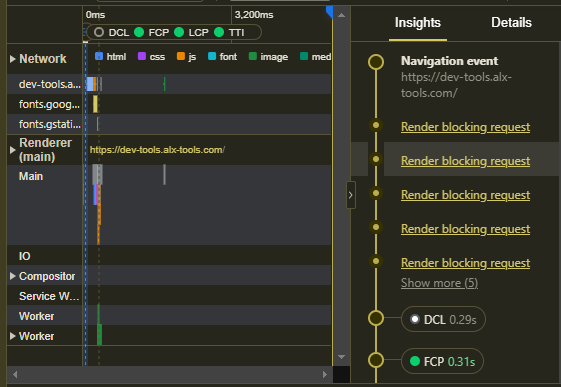 0ms 3,200ms
DCL FCP LCP TTI
Network html css js font image med
dev-tools.a...
fonts.goog...
fonts.gstati...
Renderer (main) https://dev-tools.alx-tools.com/
Main
IO
Compositor
Service W...
Worker
Worker
Insights Details
Navigation event
https://dev-tools.alx-
tools.com/
Render blocking request
Render blocking request
Render blocking request
Render blocking request
Render blocking request
Show more (5)
DCL 0.29s
FCP 0.31s